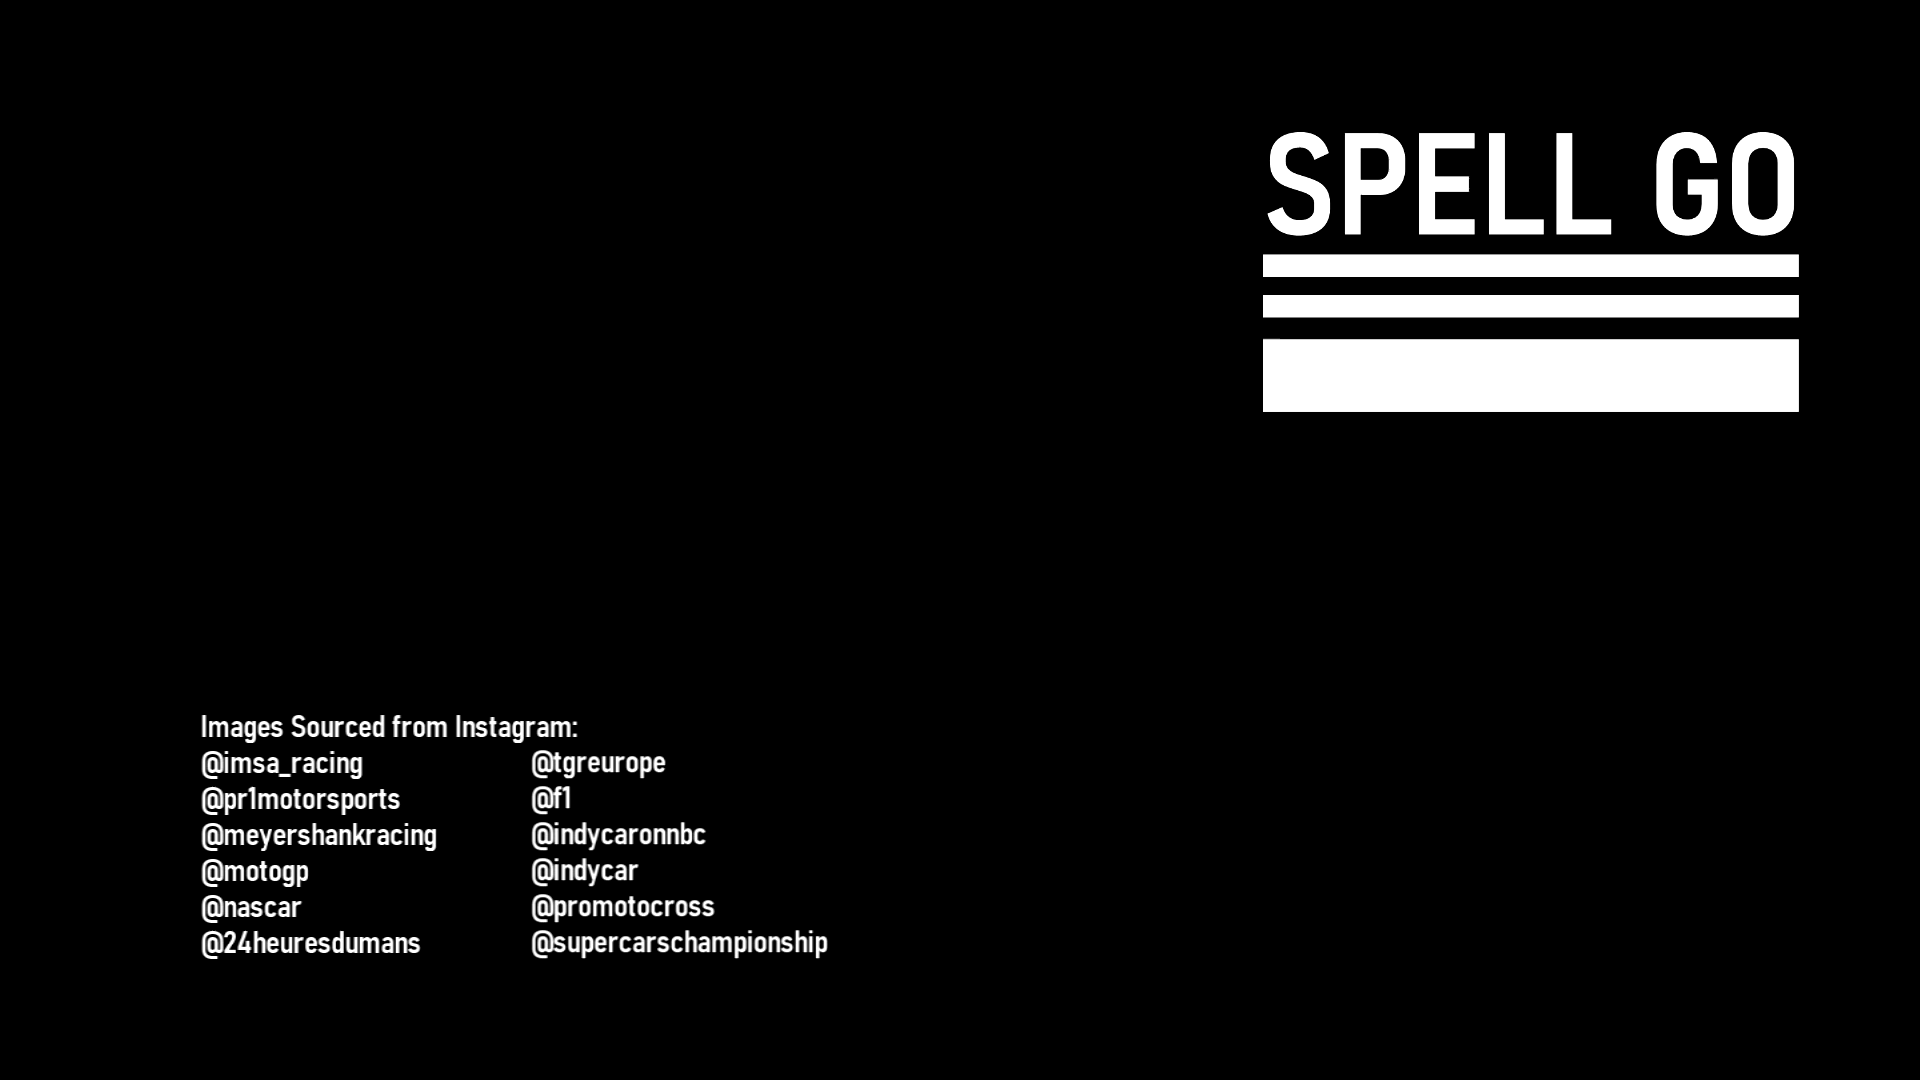 SPELL GO
Images Sourced from Instagram:
@imsa_racing
@pr1motorsports
@meyershankracing
@motogp
@nascar
@24heuresdumans
@tgreurope
@f1
@indycaronnbc
@indycar
@promotocross
@supercarschampionship